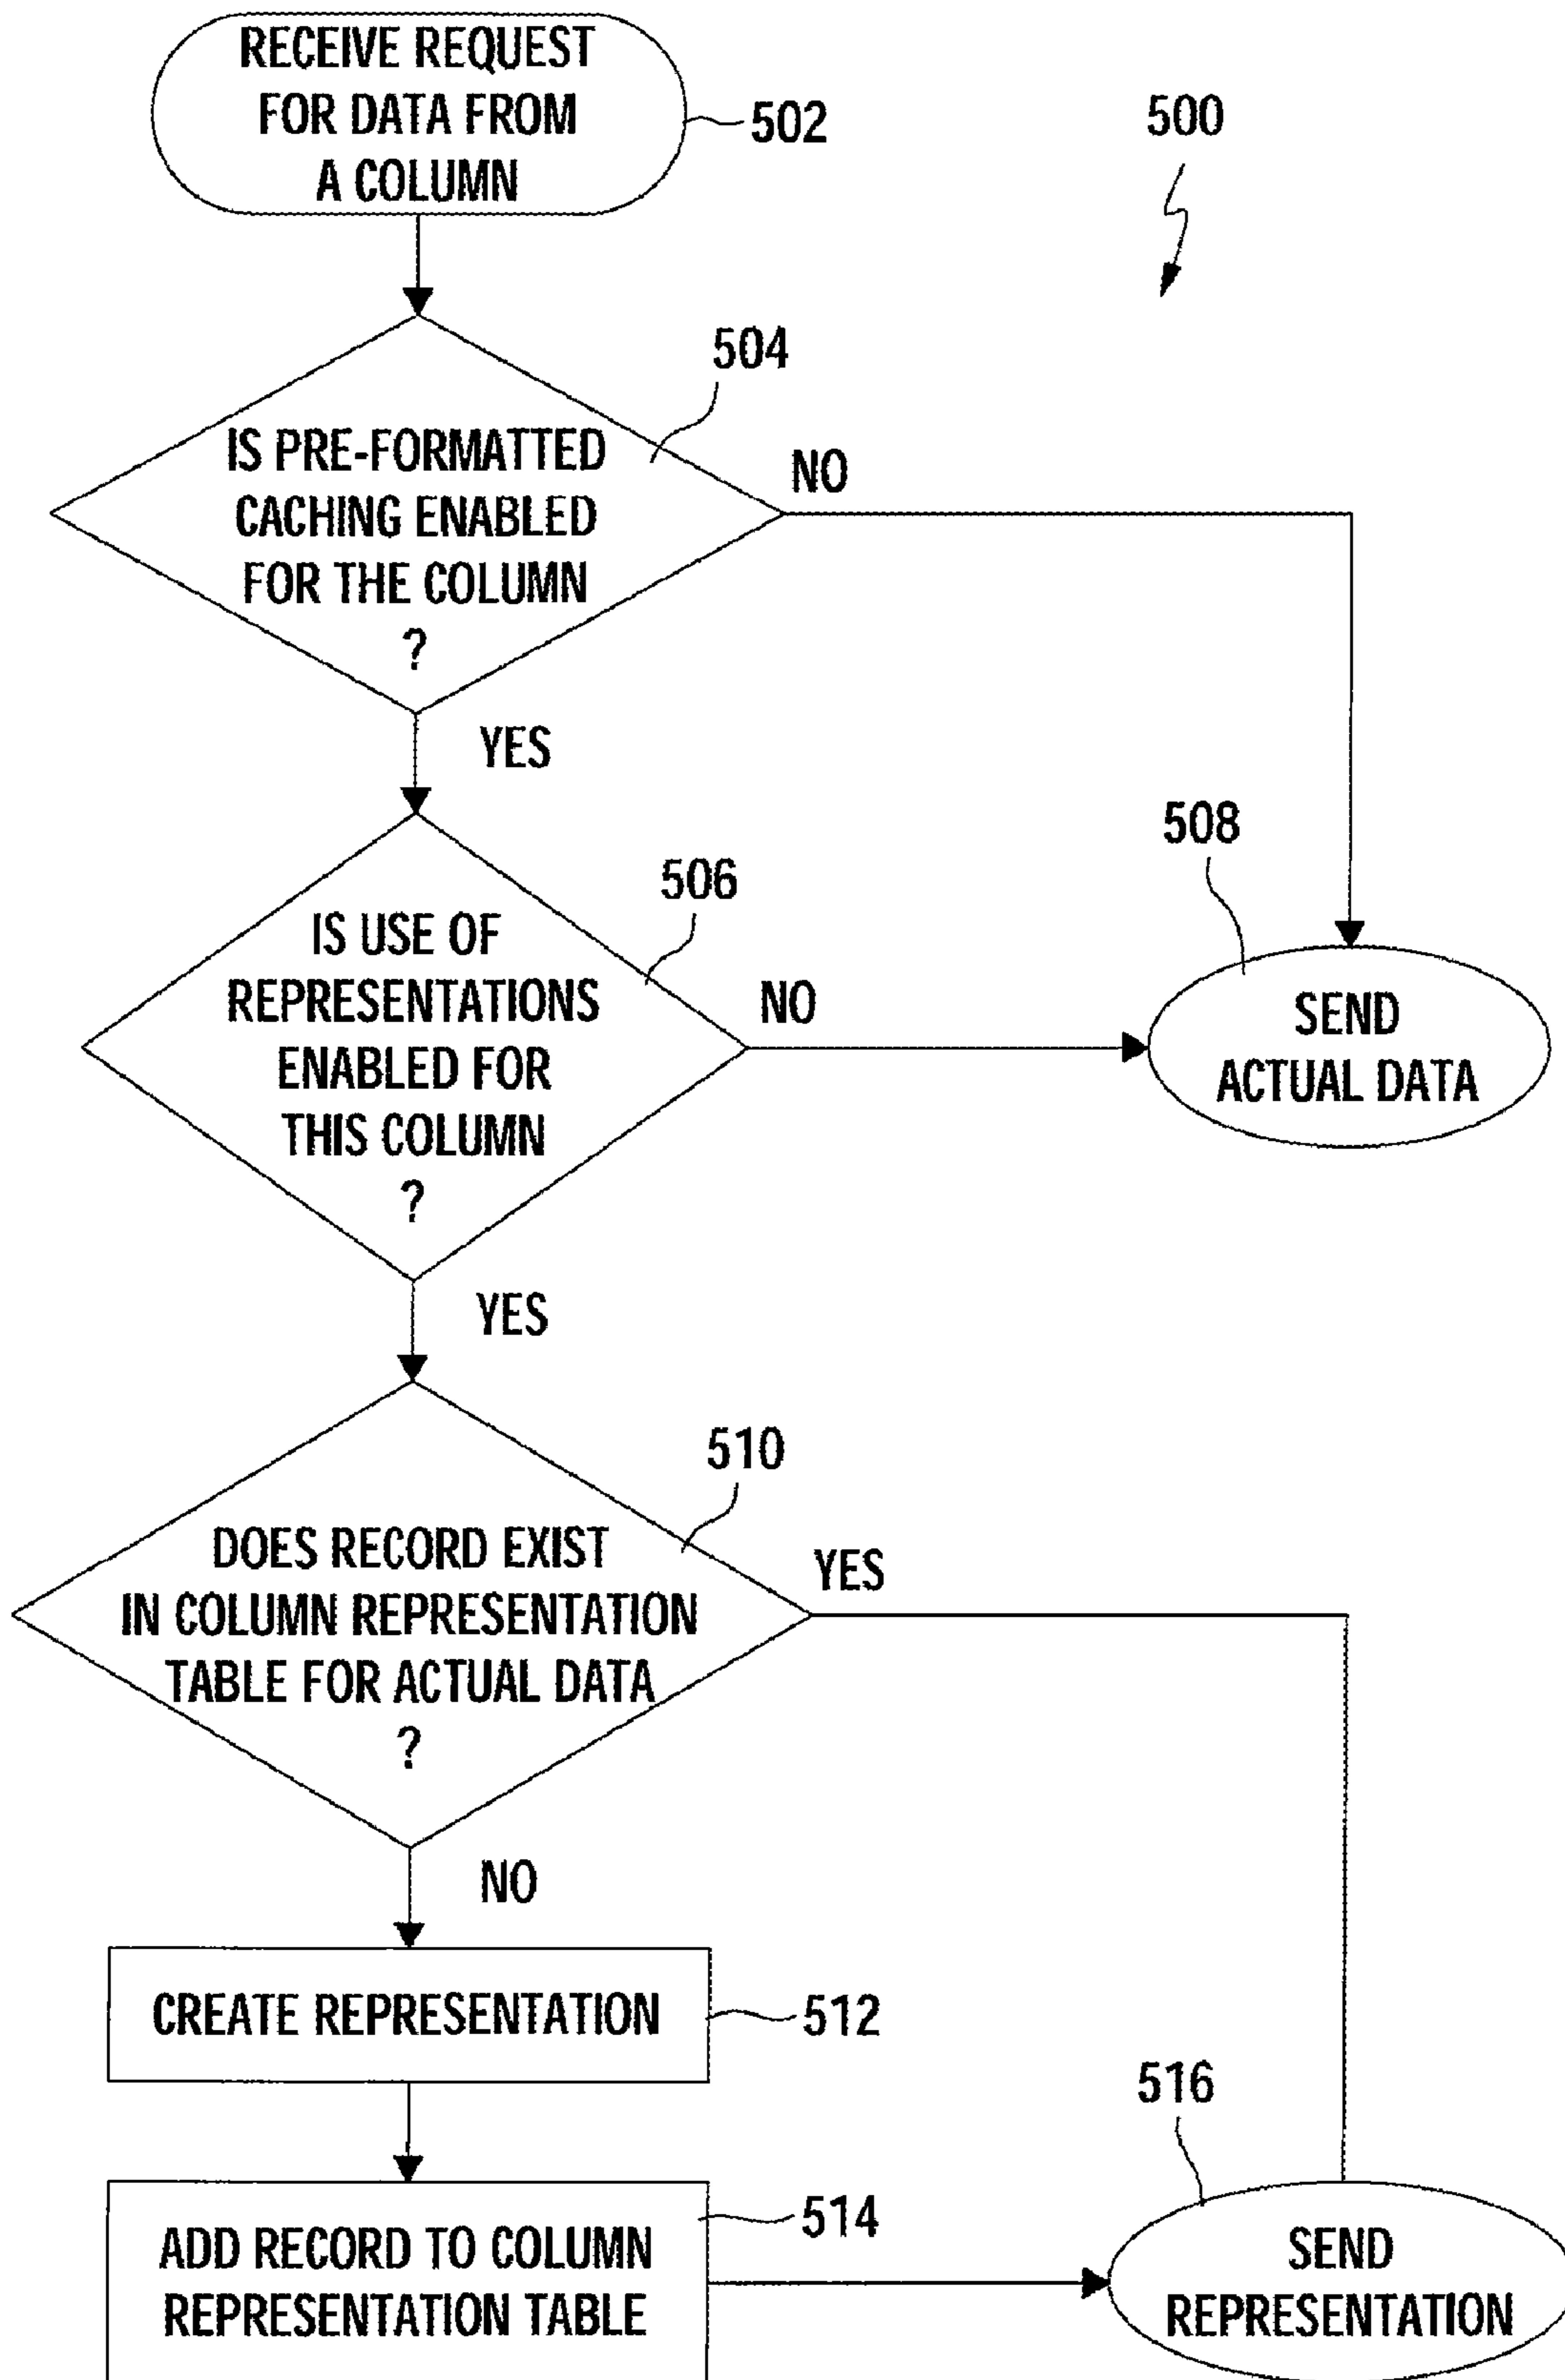 RECEIVE REQUEST
FOR DATA FROM
A COLUMN
502
500
504
IS PRE-FORMATTED
CACHING ENABLED
FOR THE COLUMN
?
NO
YES
506
508
IS USE OF
REPRESENTATIONS
ENABLED FOR
THIS COLUMN
?
NO
SEND
ACTUAL DATA
YES
510
DOES RECORD EXIST
IN COLUMN REPRESENTATION
TABLE FOR ACTUAL DATA
?
YES
NO
CREATE REPRESENTATION
512
516
ADD RECORD TO COLUMN
REPRESENTATION TABLE
514
SEND
REPRESENTATION